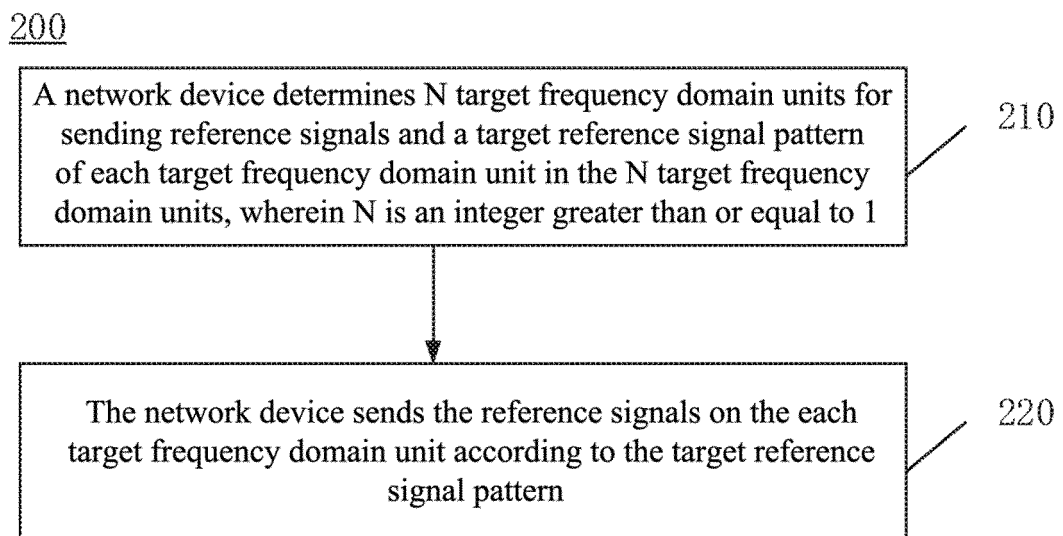 200
A network device determines N target frequency domain units for
sending reference signals and a target reference signal pattern
of each target frequency domain unit in the N target frequency
domain units, wherein N is an integer greater than or equal to 1
210
The network device sends the reference signals on the each
target frequency domain unit according to the target reference
signal pattern
220